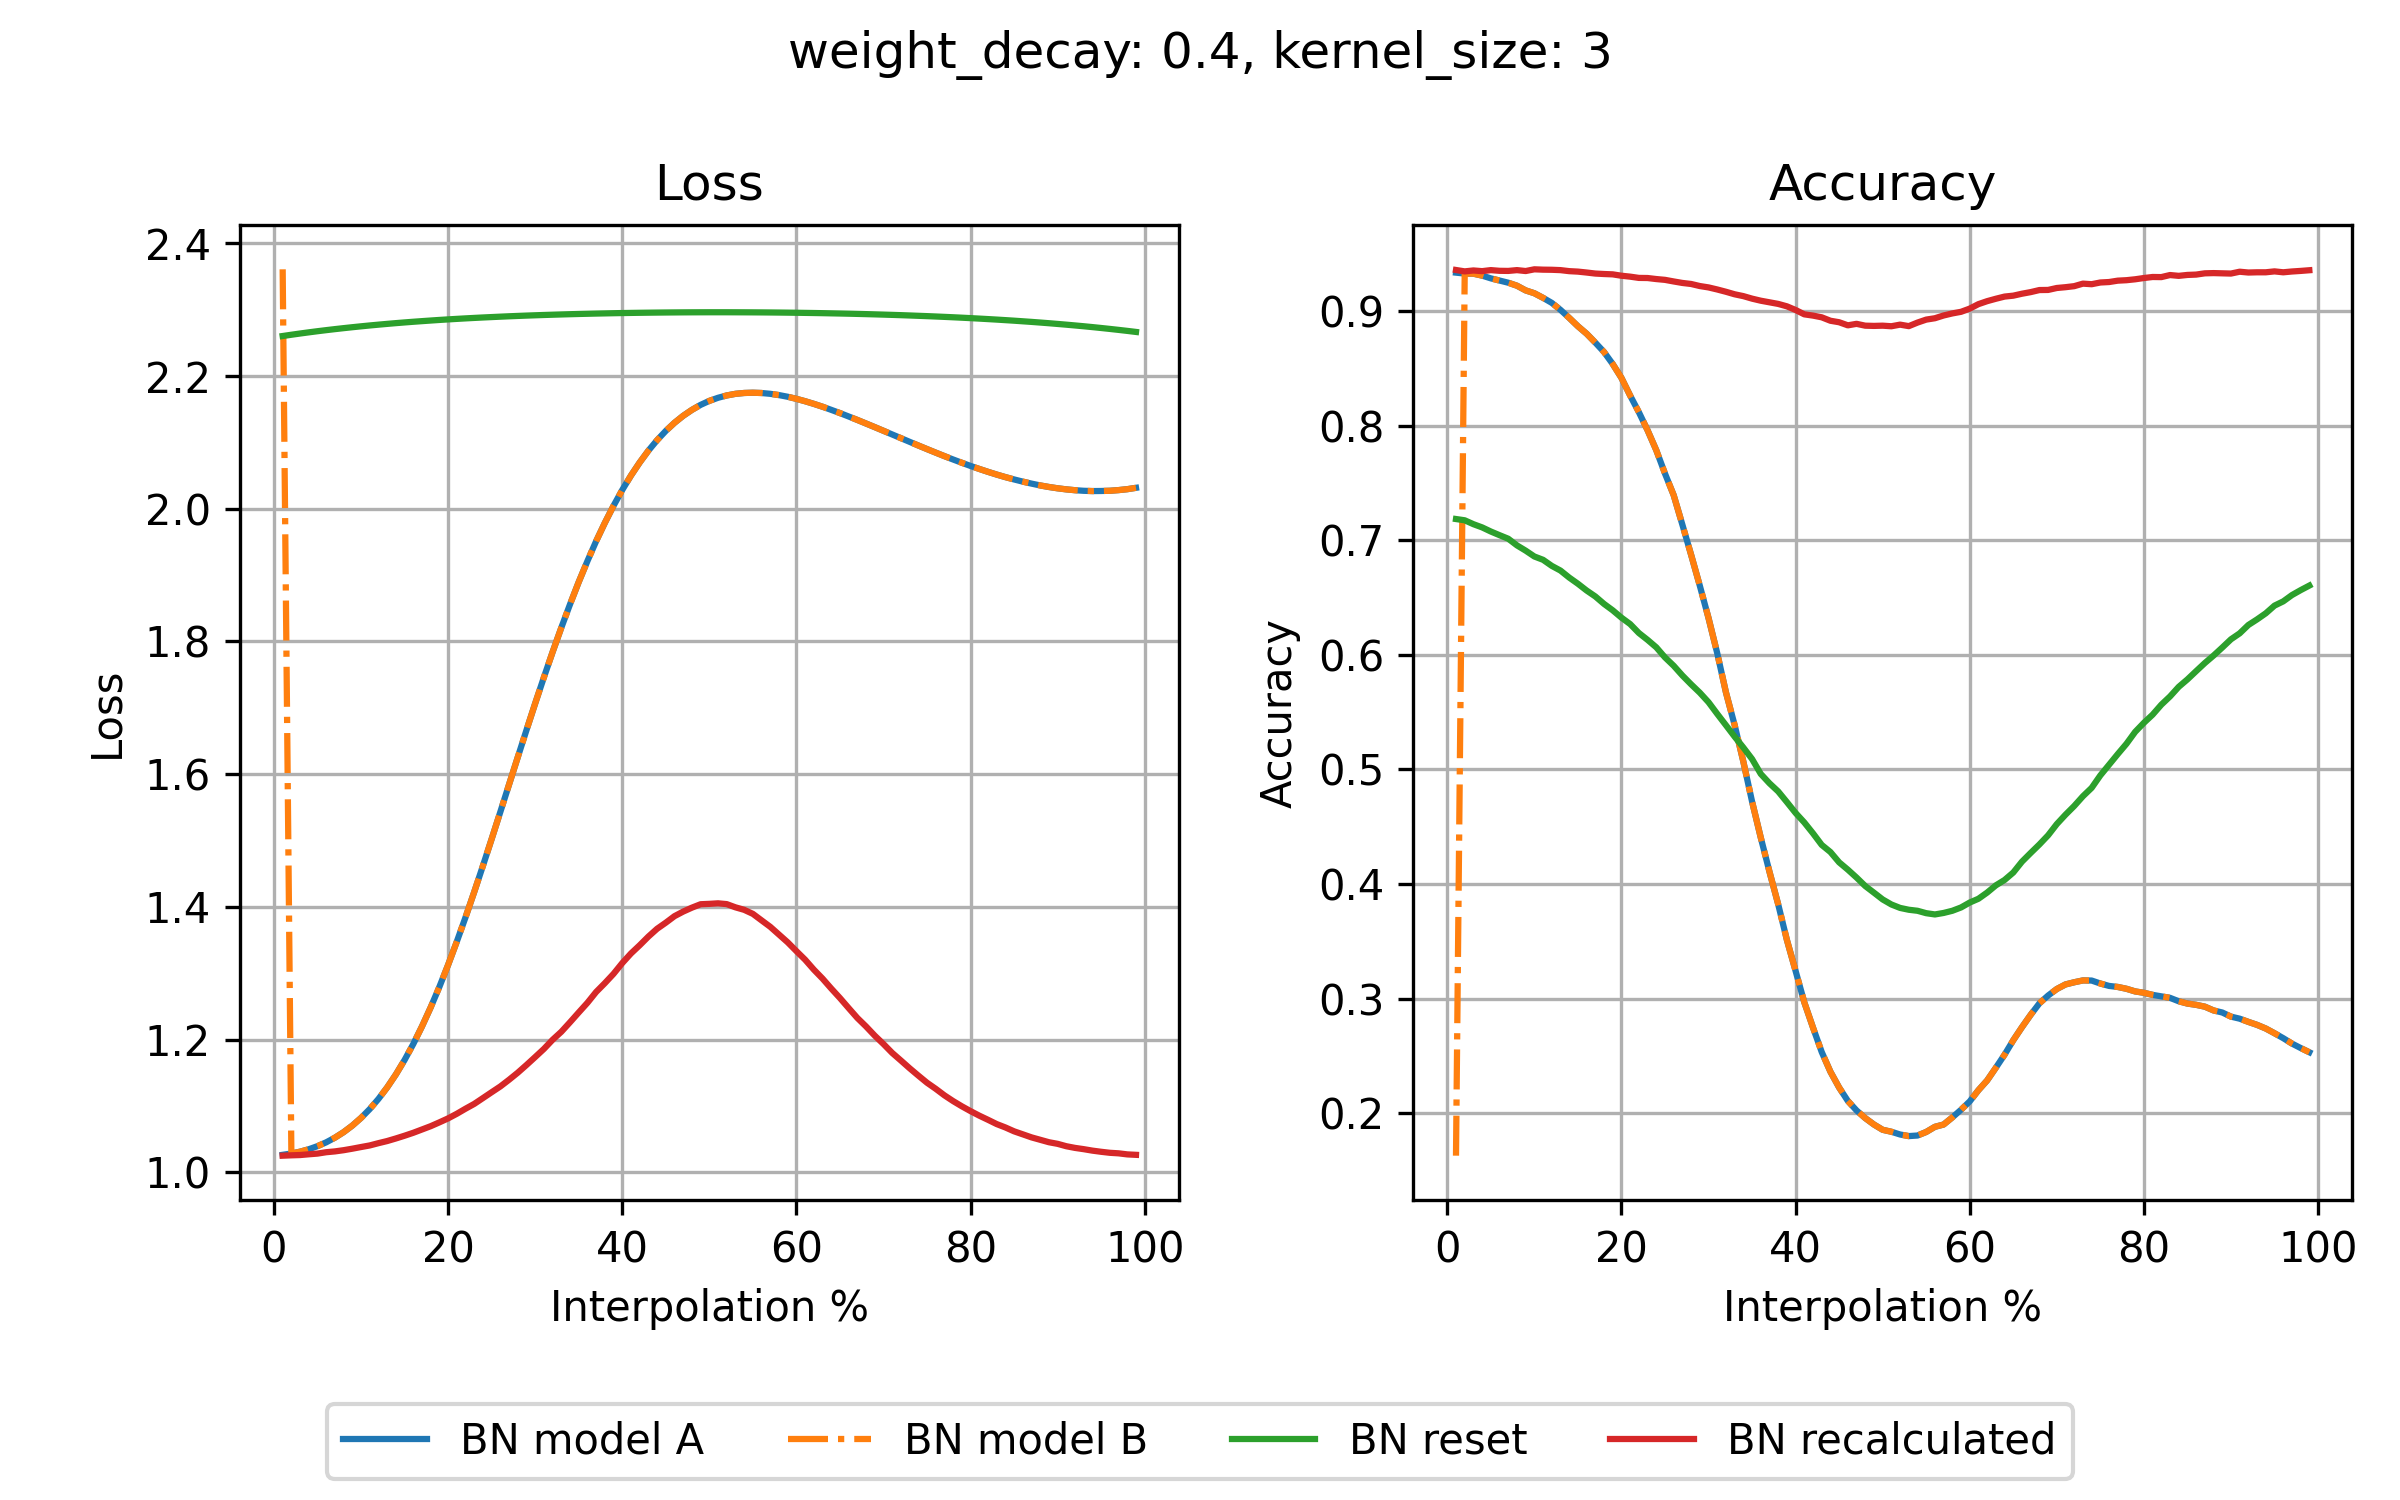 weight_decay: 0.4, kernel_size: 3
Loss
Loss
2.4
2.2
2.0
1.8
1.6
1.4
1.2
1.0
0 20 40 60 80 100
Interpolation %
Accuracy
Accuracy
0.9
0.8
0.7
0.6
0.5
0.4
0.3
0.2
0 20 40 60 80 100
Interpolation %
BN model A BN model B BN reset BN recalculated